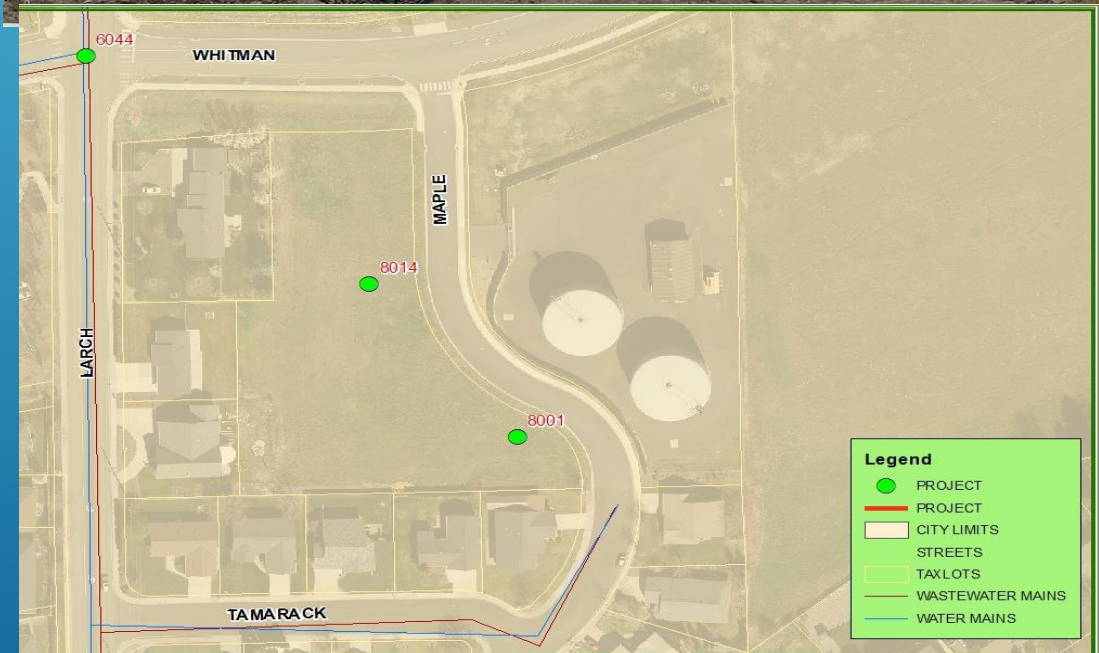 6044
WHITMAN
MAPLE
8014
LARCH
8001
TAMARACK
Legend
PROJECT
PROJECT
CITY LIMITS
STREETS
TAXLOTS
WASTEWATER MAINS
WATER MAINS